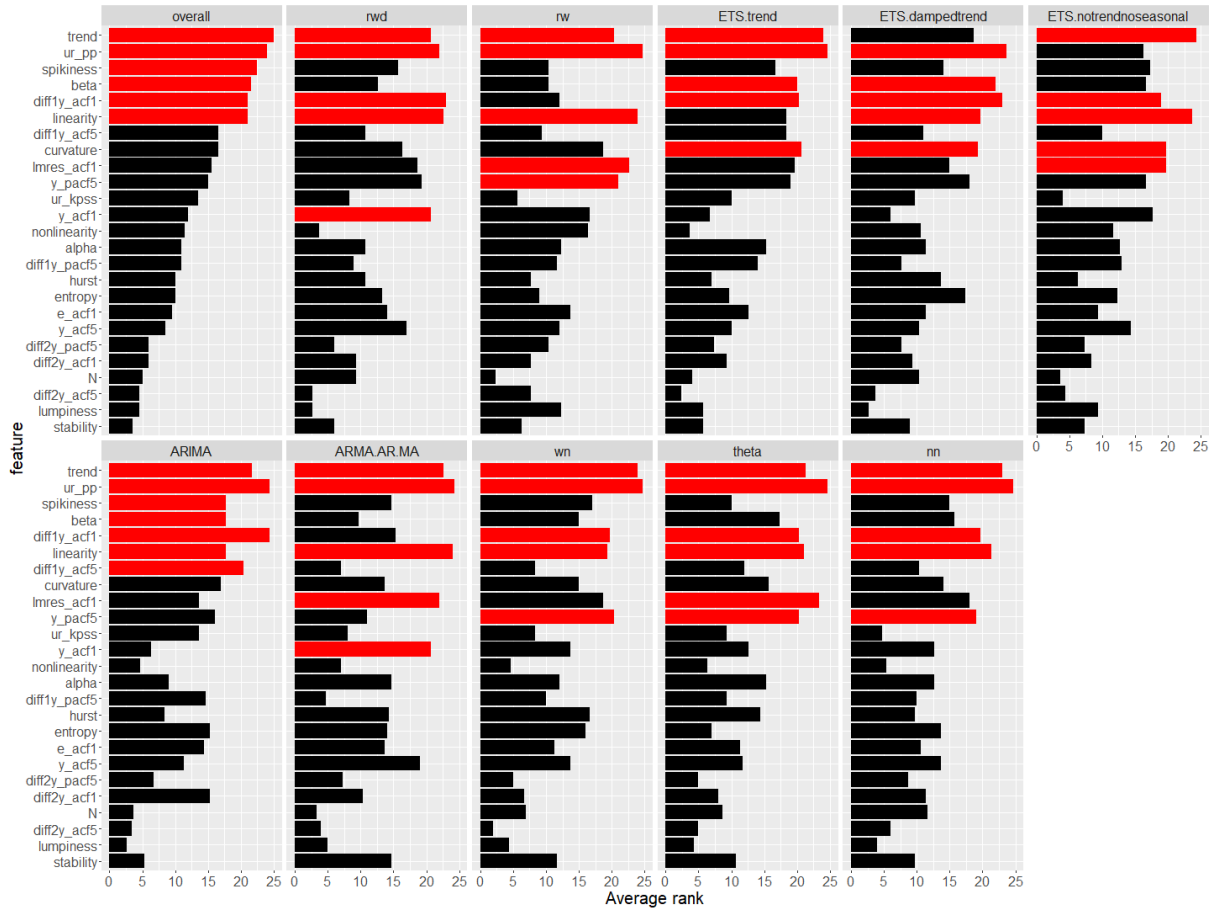 overall rwd rw ETS.trend ETS.dampedtrend ETS.notrendnoseasonal
trend
ur_pp
spikiness
beta
diff1y_acf1
linearity
diff1y_acf5
curvature
lmres_acf1
y_pacf5
ur_kpss
y_acf1
nonlinearity
alpha
diff1y_pacf5
hurst
entropy
e_acf1
y_acf5
diff2y_pacf5
diff2y_acf1
N
diff2y_acf5
lumpiness
stability
0 5 10 15 20 25
feature
ARIMA ARMA.AR.MA wn theta nn
trend
ur_pp
spikiness
beta
diff1y_acf1
linearity
diff1y_acf5
curvature
lmres_acf1
y_pacf5
ur_kpss
y_acf1
nonlinearity
alpha
diff1y_pacf5
hurst
entropy
e_acf1
y_acf5
diff2y_pacf5
diff2y_acf1
N
diff2y_acf5
lumpiness
stability
0 5 10 15 20 25 0 5 10 15 20 25 0 5 10 15 20 25 0 5 10 15 20 25 0 5 10 15 20 25
Average rank